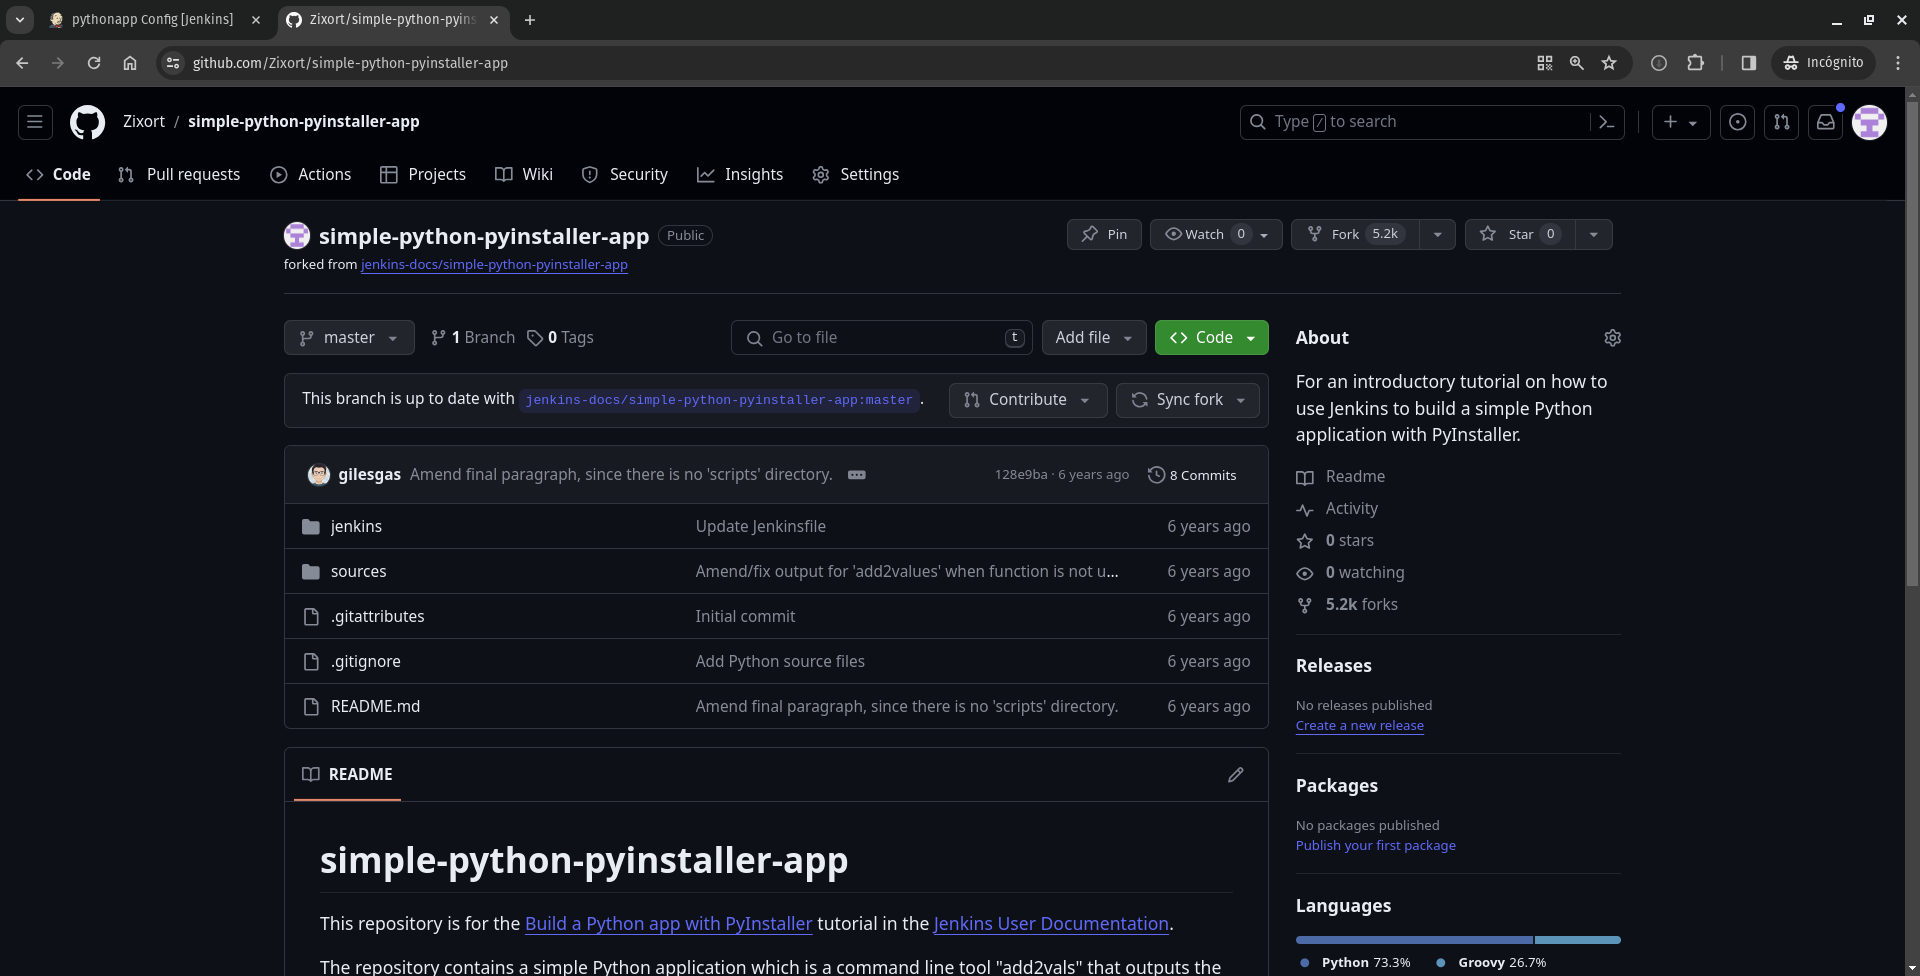 pythonapp Config [Jenkins]
Zixort/simple-python-pyins
github.com/Zixort/simple-python-pyinstaller-app
Incógnito
Zixort / simple-python-pyinstaller-app
Type / to search
Code
Pull requests
Actions
Projects
Wiki
Security
Insights
Settings
simple-python-pyinstaller-app Public
Pin
Watch 0
Fork 5.2k
Star 0
forked from jenkins-docs/simple-python-pyinstaller-app
master
1 Branch
0 Tags
Go to file t
Add file
Code
This branch is up to date with jenkins-docs/simple-python-pyinstaller-app:master .
Contribute
Sync fork
gilesgas Amend final paragraph, since there is no 'scripts' directory. 128e9ba · 6 years ago 8 Commits
jenkins Update Jenkinsfile 6 years ago
sources Amend/fix output for 'add2values' when function is not u... 6 years ago
.gitattributes Initial commit 6 years ago
.gitignore Add Python source files 6 years ago
README.md Amend final paragraph, since there is no 'scripts' directory. 6 years ago
README
simple-python-pyinstaller-app
This repository is for the Build a Python app with PyInstaller tutorial in the Jenkins User Documentation.
The repository contains a simple Python application which is a command line tool "add2vals" that outputs the
About
For an introductory tutorial on how to
use Jenkins to build a simple Python
application with PyInstaller.
Readme
Activity
0 stars
0 watching
5.2k forks
Releases
No releases published
Create a new release
Packages
No packages published
Publish your first package
Languages
Python 73.3% Groovy 26.7%